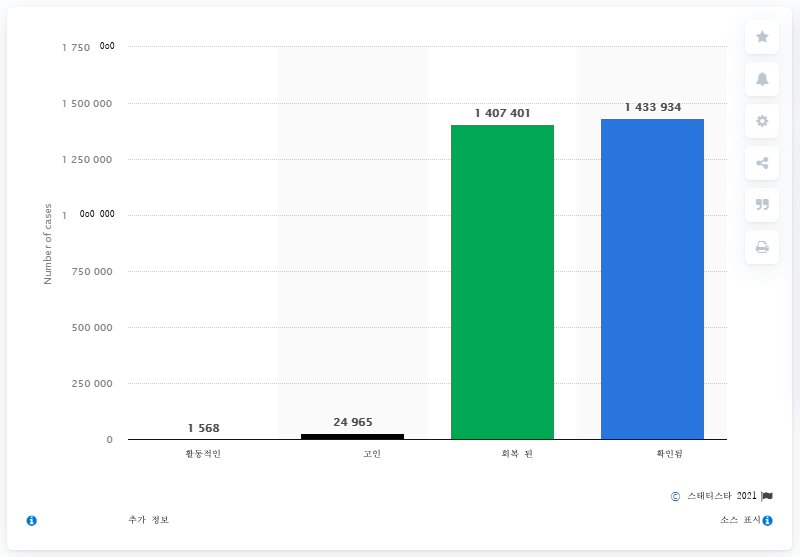 1 750 0o0
1 500 000
1 250 000
1 0o0 000
750 000
500 000
250 000
0
Number of cases
1 568
24 965
1 407 401
1 433 934
활동적인
고인
회복 된
확인됨
© 스태티스타 2021
추가 정보
소스 표시